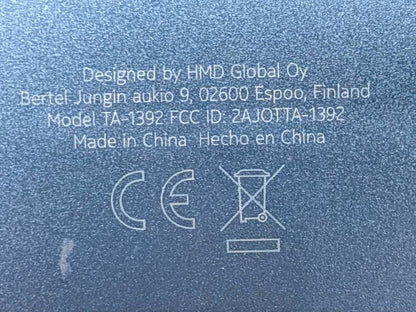 Designed by HMD Global Oy
Bertel Jungin aukio 9, 02600 Espoo, Finland
Model TA-1392 FCC ID: 2AJOTTA-1392
Made in China Hecho en China
CE